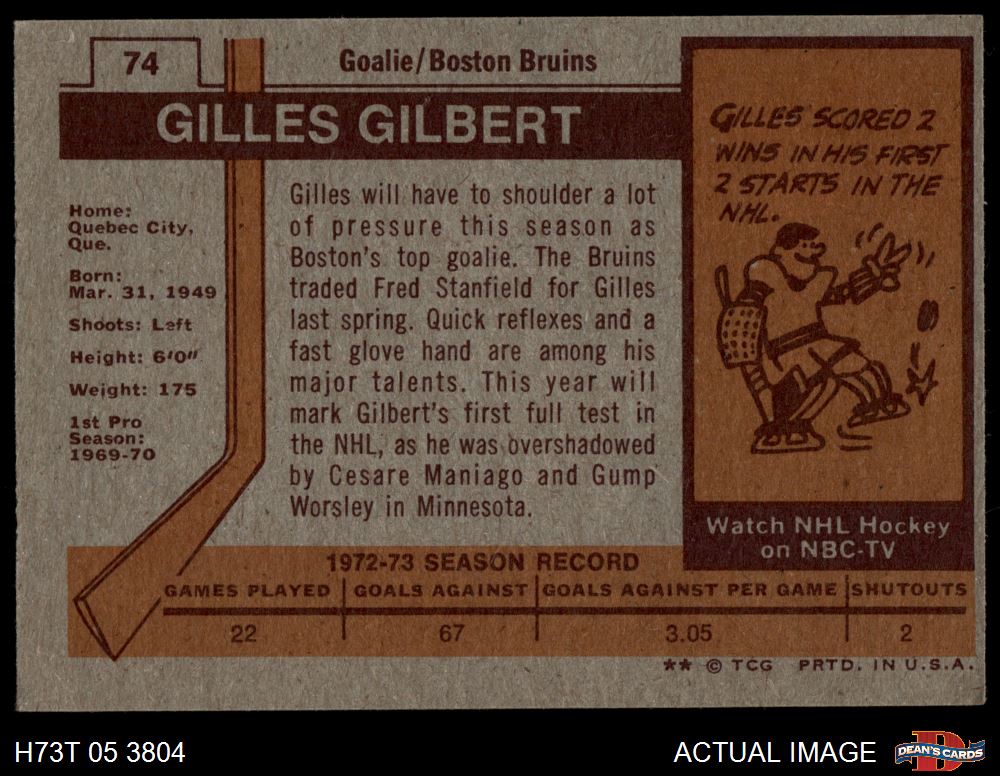 74
Goalie/Boston Bruins
GILLES GILBERT
Home:
Quebec City,
Que.
Born:
Mar. 31, 1949
Shoots: Left
Height: 6'0"
Weight: 175
1st Pro
Season:
1969-70
Gilles will have to shoulder a lot
of pressure this season as
Boston's top goalie. The Bruins
traded Fred Stanfield for Gilles
last spring. Quick reflexes and a
fast glove hand are among his
major talents. This year will
mark Gilbert's first full test in
the NHL, as he was overshadowed
by Cesare Maniago and Gump
Worsley in Minnesota.
GILLES SCORED 2
WINS IN HIS FIRST
2 STARTS IN THE
NHL.
Watch NHL Hockey
on NBC-TV
1972-73 SEASON RECORD
GAMES PLAYED GOALS AGAINST GOALS AGAINST PER GAME SHUTOUTS
22 67 3.05 2
** © TCG PRTD. IN U.S.A.
H73T 05 3804
ACTUAL IMAGE
DEAN'S CARDS